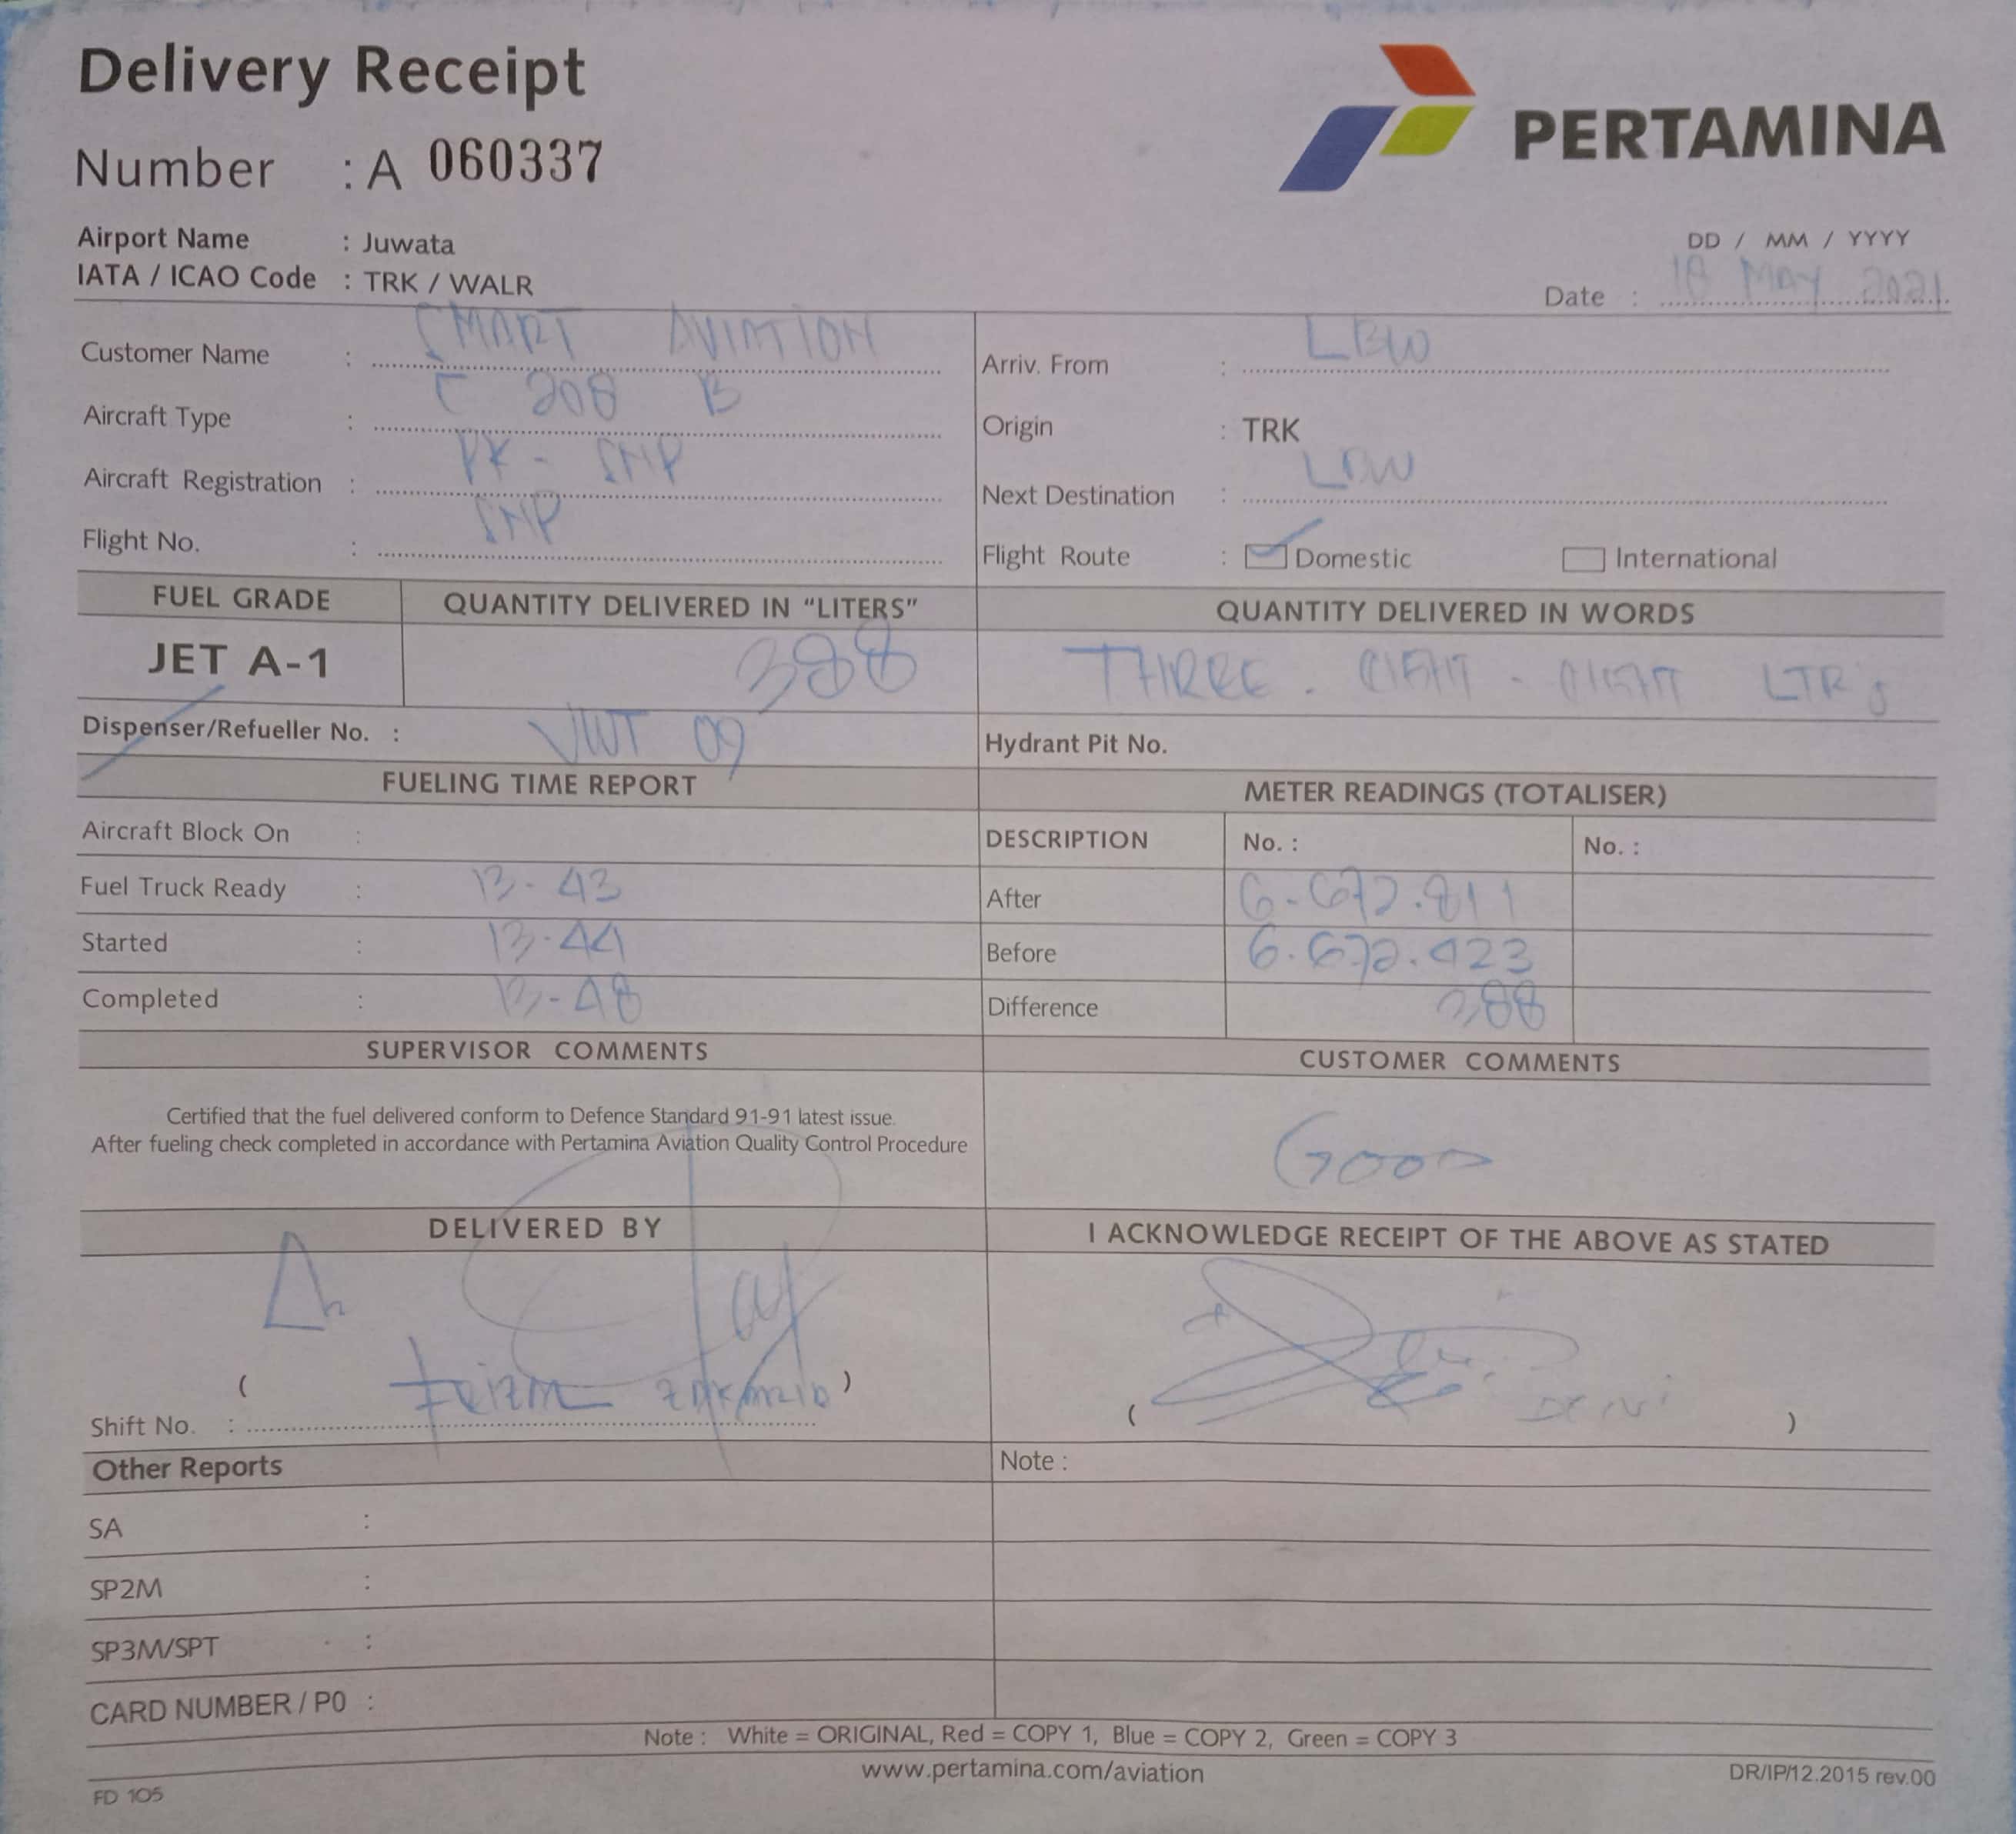 Delivery Receipt
PERTAMINA
Number : A 060337
Airport Name : Juwata
IATA / ICAO Code : TRK / WALR
DD / MM / YYYY
Date : 18 MAY 2021
Customer Name : SMART AVIATION
Arriv. From : LBW
Aircraft Type : C 208 B
Origin : TRK
Aircraft Registration : PK - SNP
Next Destination : LBW
Flight No. : SNP
Flight Route : Domestic International
FUEL GRADE QUANTITY DELIVERED IN “LITERS” QUANTITY DELIVERED IN WORDS
JET A-1 388 THREE . EIGHT - EIGHT LTR's
Dispenser/Refueller No. : JWT 09 Hydrant Pit No.
FUELING TIME REPORT METER READINGS (TOTALISER)
Aircraft Block On : DESCRIPTION No. : No. :
Fuel Truck Ready : 13-43 After 6.672.811
Started : 13.44 Before 6.672.423
Completed : 13-48 Difference 388
SUPERVISOR COMMENTS CUSTOMER COMMENTS
Certified that the fuel delivered conform to Defence Standard 91-91 latest issue.
After fueling check completed in accordance with Pertamina Aviation Quality Control Procedure
GOOD
DELIVERED BY I ACKNOWLEDGE RECEIPT OF THE ABOVE AS STATED
( ) ( )
Shift No. :
Other Reports Note :
SA :
SP2M :
SP3M/SPT :
CARD NUMBER / P0 :
Note : White = ORIGINAL, Red = COPY 1, Blue = COPY 2, Green = COPY 3
www.pertamina.com/aviation
FD 105
DR/IP/12.2015 rev.00